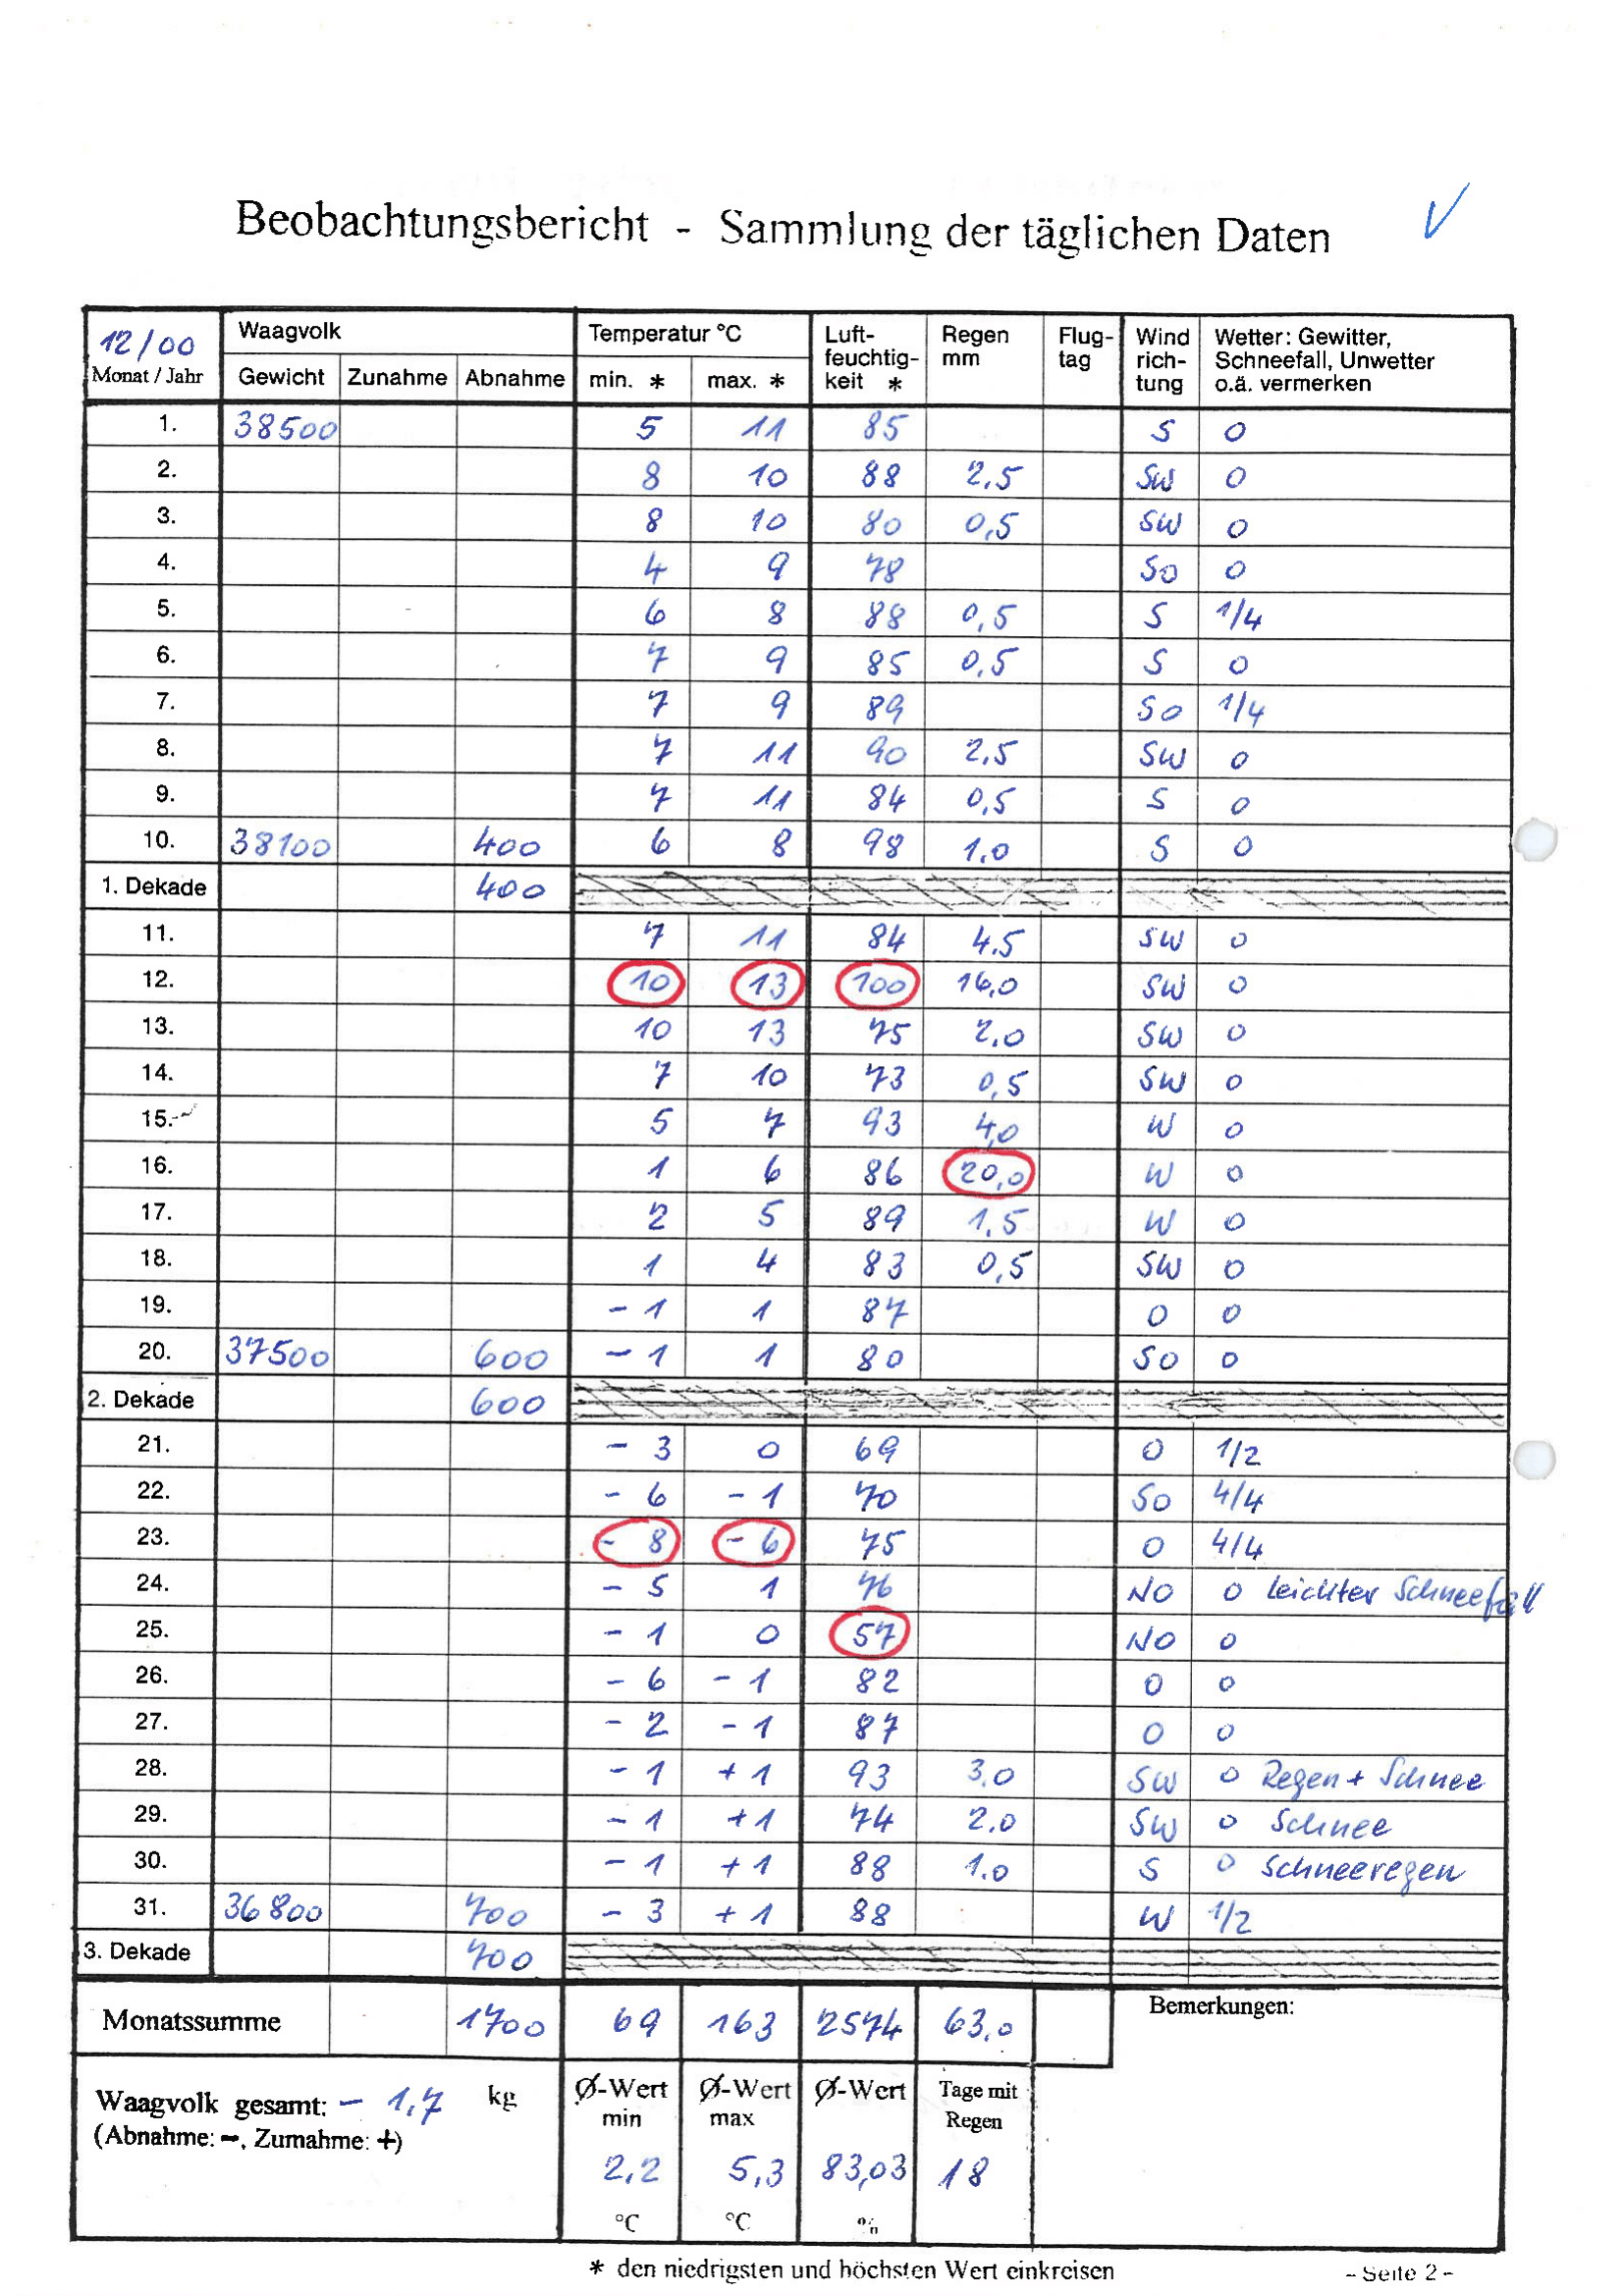 Beobachtungsbericht - Sammlung der täglichen Daten
12/00 Waagvolk Temperatur °C Luft- Regen Flug- Wind Wetter: Gewitter,
feuchtig- mm tag rich- Schneefall, Unwetter
Monat / Jahr Gewicht Zunahme Abnahme min. * max. * keit * tung o.ä. vermerken
1. 38500 5 11 85 S 0
2. 8 10 88 2,5 SW 0
3. 8 10 80 0,5 SW 0
4. 4 9 78 SO 0
5. 6 8 88 0,5 S 1/4
6. 7 9 85 0,5 S 0
7. 7 9 89 SO 1/4
8. 7 11 90 2,5 SW 0
9. 7 11 84 0,5 S 0
10. 38100 400 6 8 98 1,0 S 0
1. Dekade 400
11. 7 11 84 4,5 SW 0
12. 10 13 100 16,0 SW 0
13. 10 13 75 2,0 SW 0
14. 7 10 73 0,5 SW 0
15. 5 7 93 4,0 W 0
16. 1 6 86 20,0 W 0
17. 2 5 89 1,5 W 0
18. 1 4 83 0,5 SW 0
19. - 1 1 87 O 0
20. 37500 600 - 1 1 80 SO 0
2. Dekade 600
21. - 3 0 69 O 1/2
22. - 6 - 1 70 SO 4/4
23. - 8 - 6 75 O 4/4
24. - 5 1 76 NO 0 leichter Schneefall
25. - 1 0 57 NO 0
26. - 6 - 1 82 O 0
27. - 2 - 1 87 O 0
28. - 1 + 1 93 3,0 SW 0 Regen + Schnee
29. - 1 + 1 74 2,0 SW 0 Schnee
30. - 1 + 1 88 1,0 S 0 Schneeregen
31. 36800 700 - 3 + 1 88 W 1/2
3. Dekade 700
Monatssumme 1700 69 163 2574 63,0 Bemerkungen:
Waagvolk gesamt: - 1,7 kg Ø-Wert Ø-Wert Ø-Wert Tage mit
(Abnahme: -, Zumahme: +) min max Regen
2,2 5,3 83,03 18
°C °C %
* den niedrigsten und höchsten Wert einkreisen - Seite 2 -